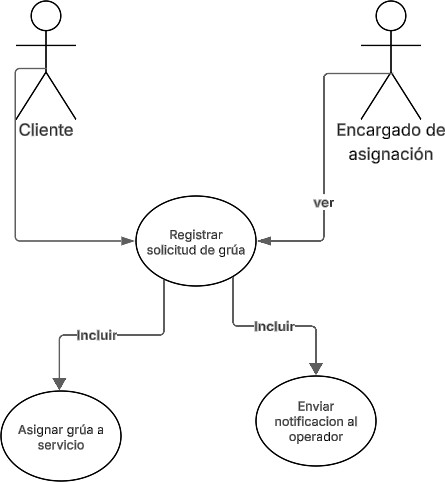 Cliente
Encargado de
asignación
ver
Registrar
solicitud de grúa
Incluir
Incluir
Asignar grúa a
servicio
Enviar
notificacion al
operador